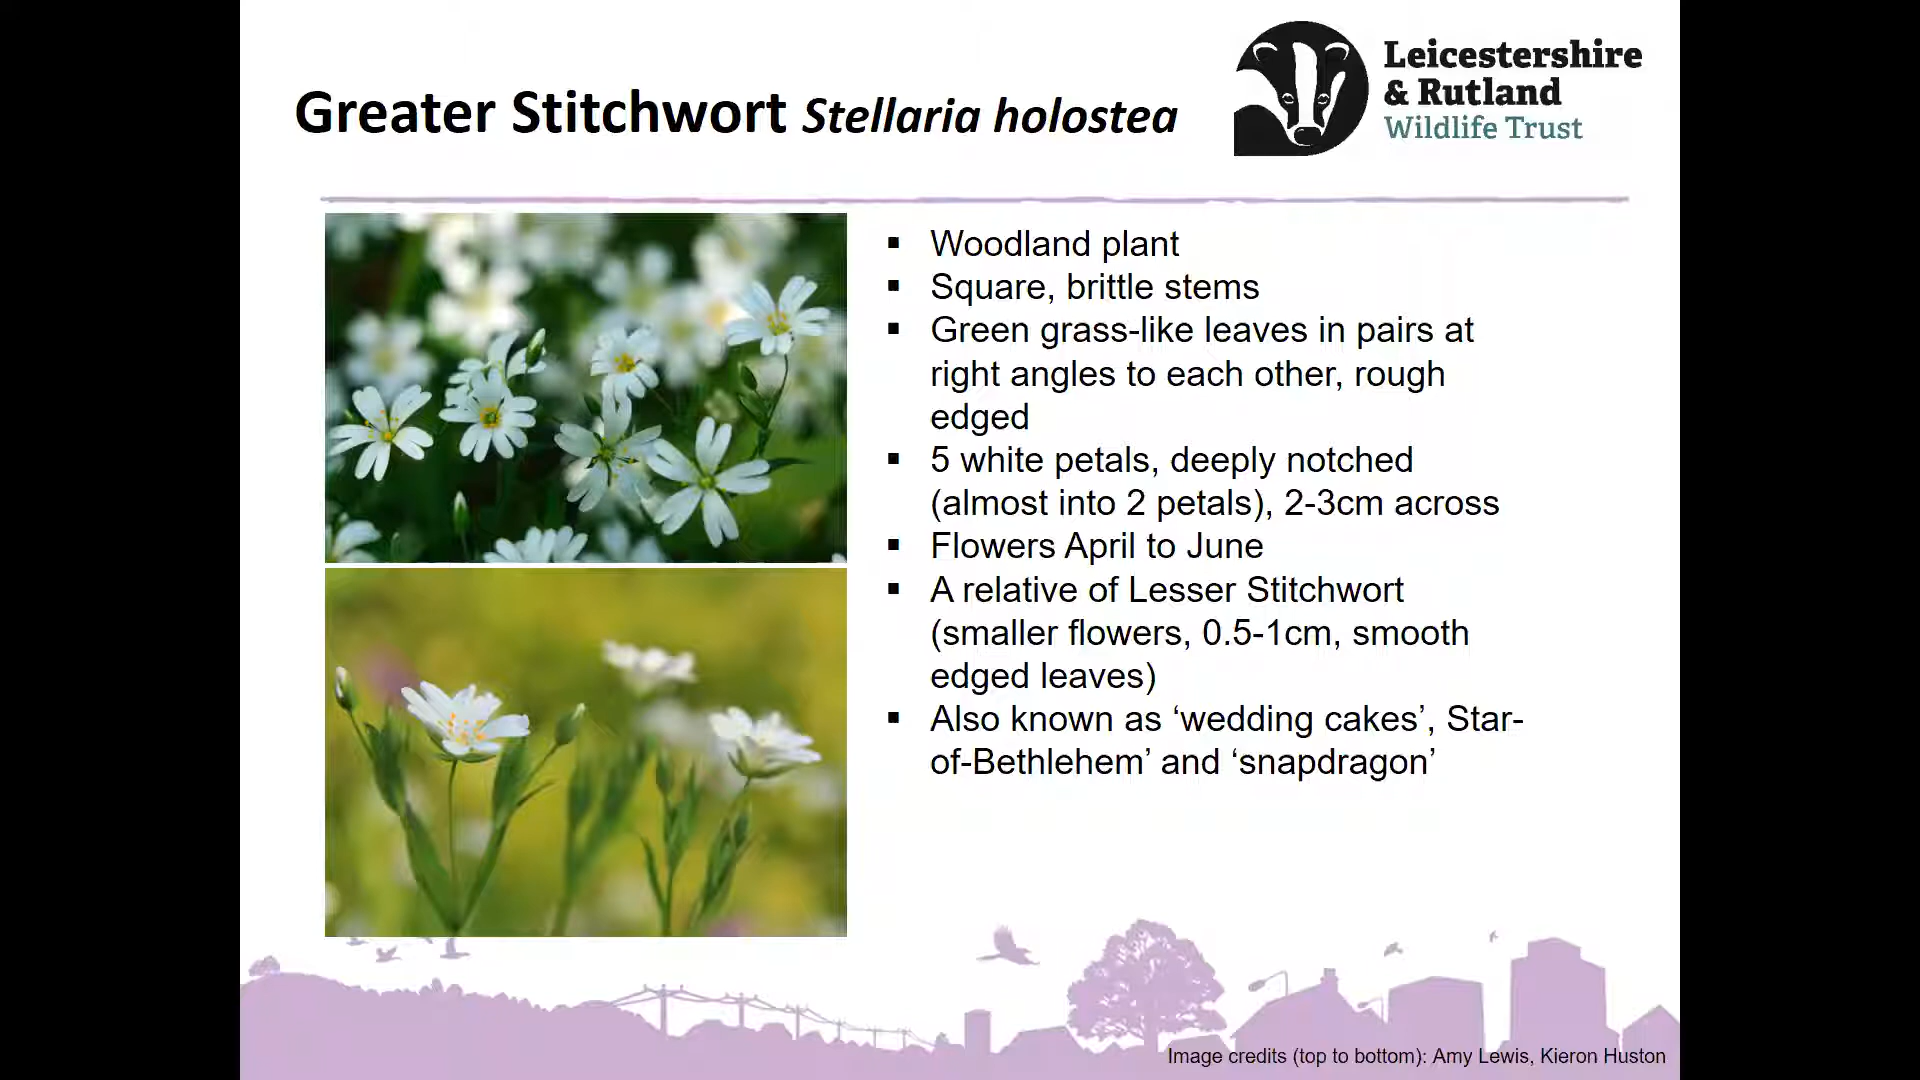 Greater Stitchwort Stellaria holostea
Leicestershire
& Rutland
Wildlife Trust
▪ Woodland plant
▪ Square, brittle stems
▪ Green grass-like leaves in pairs at
right angles to each other, rough
edged
▪ 5 white petals, deeply notched
(almost into 2 petals), 2-3cm across
▪ Flowers April to June
▪ A relative of Lesser Stitchwort
(smaller flowers, 0.5-1cm, smooth
edged leaves)
▪ Also known as ‘wedding cakes’, Star-
of-Bethlehem’ and ‘snapdragon’
Image credits (top to bottom): Amy Lewis, Kieron Huston